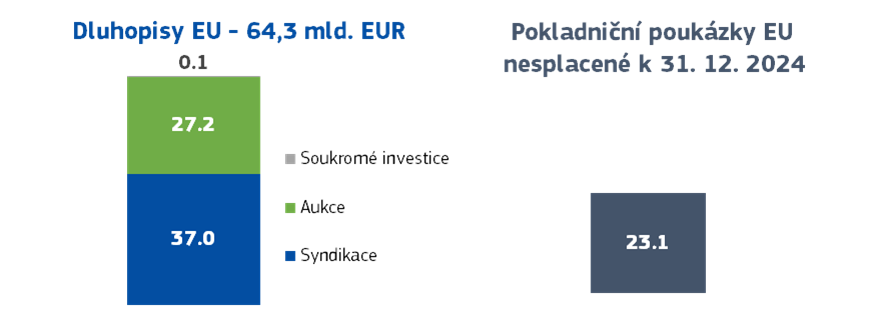 Dluhopisy EU - 64,3 mld. EUR
0.1
27.2
37.0
Soukromé investice
Aukce
Syndikace
Pokladniční poukázky EU
nesplacené k 31. 12. 2024
23.1